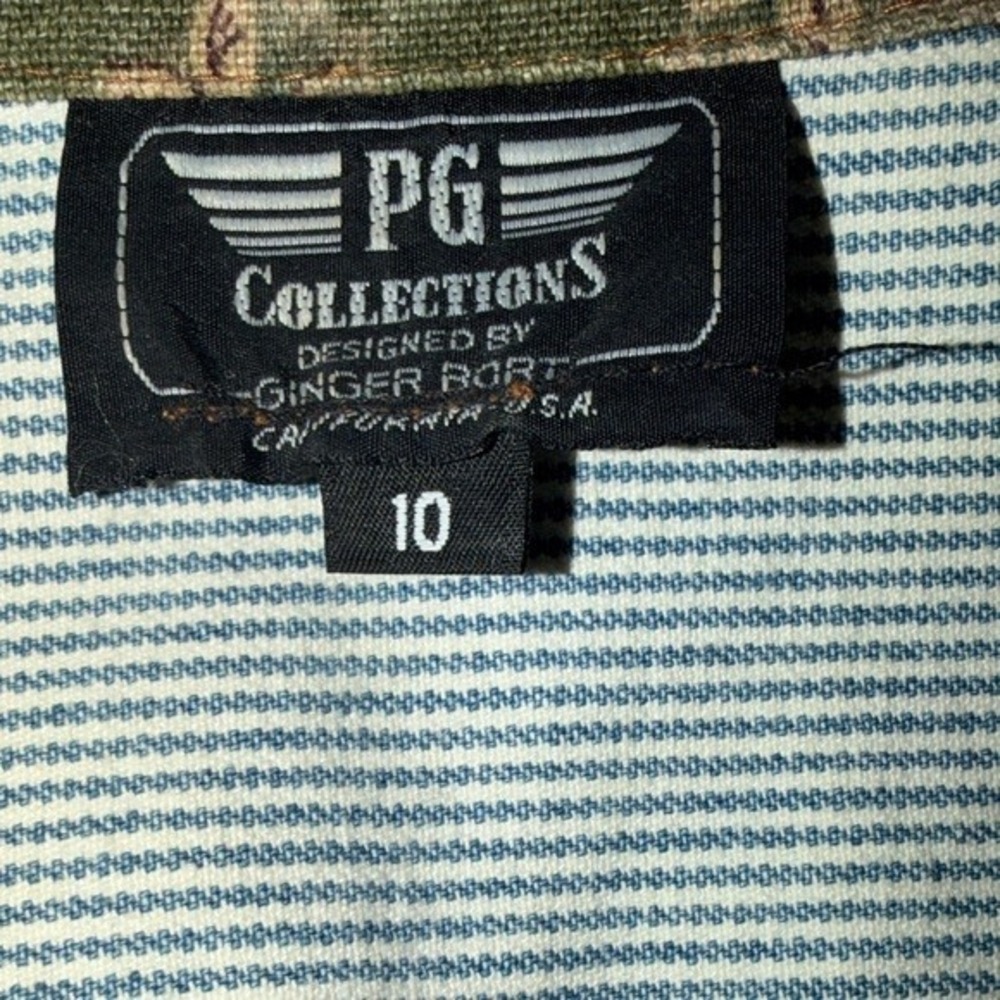 PG
COLLECTIONS
DESIGNED BY
GINGER BORT
CALIFORNIA U.S.A.
10